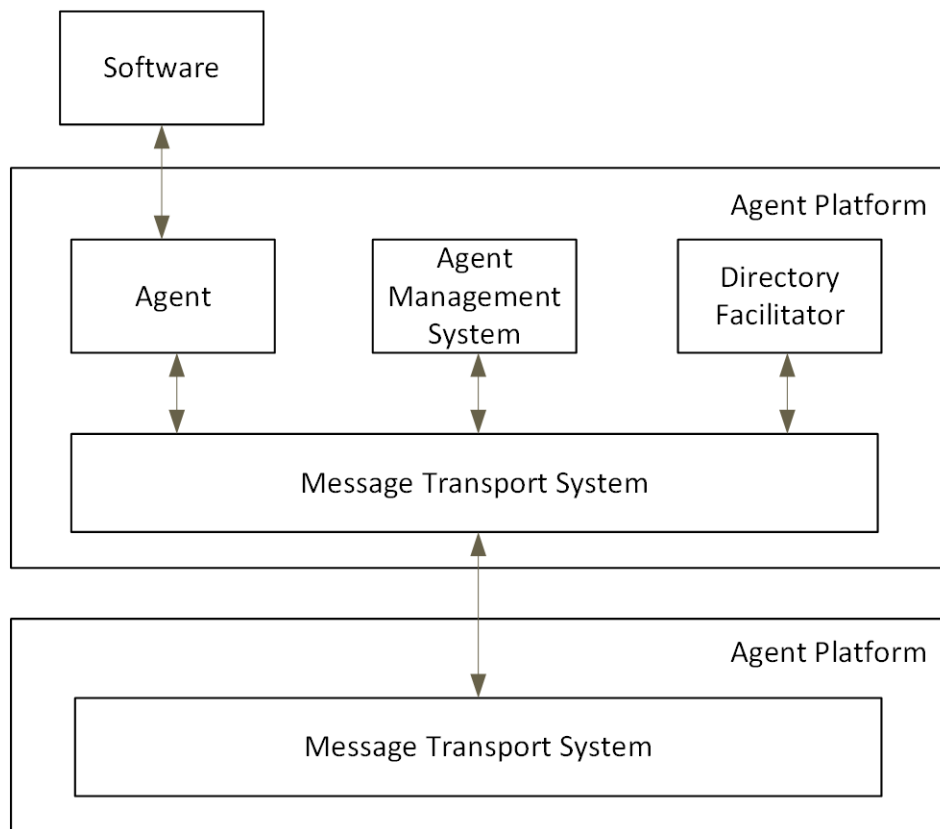 Software
Agent Platform
Agent
Agent
Management
System
Directory
Facilitator
Message Transport System
Agent Platform
Message Transport System